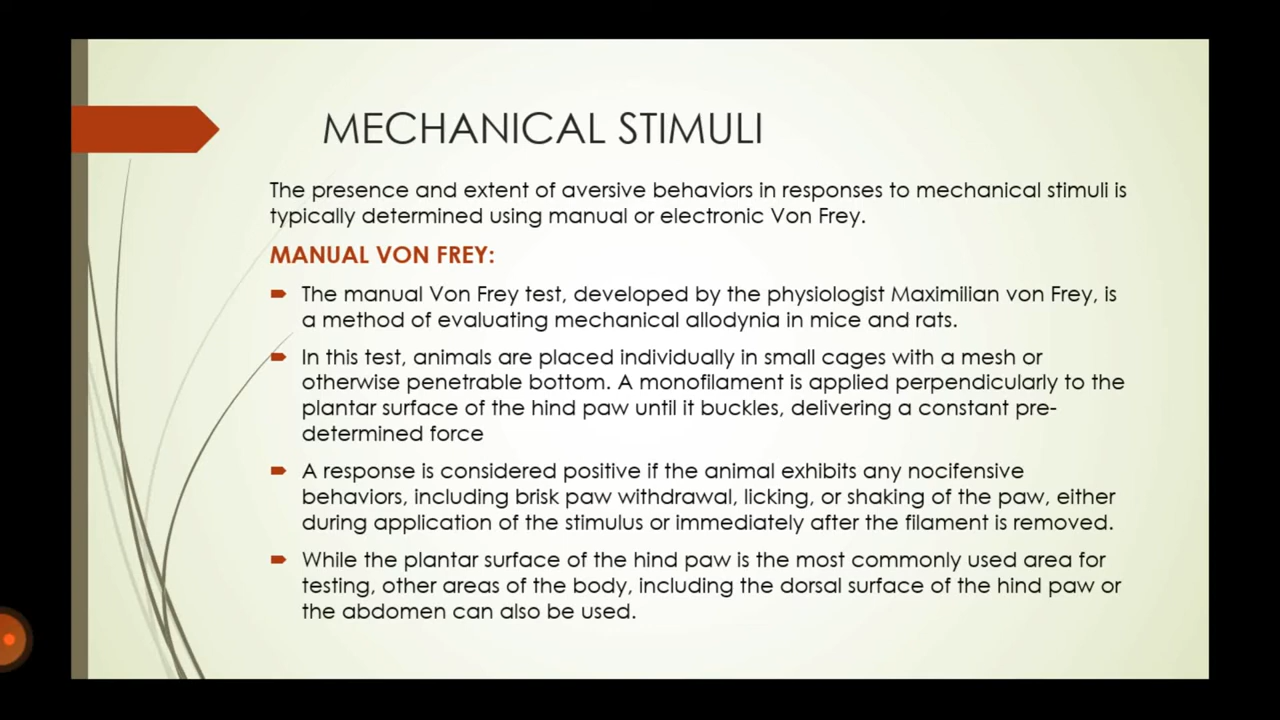 MECHANICAL STIMULI
The presence and extent of aversive behaviors in responses to mechanical stimuli is
typically determined using manual or electronic Von Frey.
MANUAL VON FREY:
The manual Von Frey test, developed by the physiologist Maximilian von Frey, is
a method of evaluating mechanical allodynia in mice and rats.
In this test, animals are placed individually in small cages with a mesh or
otherwise penetrable bottom. A monofilament is applied perpendicularly to the
plantar surface of the hind paw until it buckles, delivering a constant pre-
determined force
A response is considered positive if the animal exhibits any nocifensive
behaviors, including brisk paw withdrawal, licking, or shaking of the paw, either
during application of the stimulus or immediately after the filament is removed.
While the plantar surface of the hind paw is the most commonly used area for
testing, other areas of the body, including the dorsal surface of the hind paw or
the abdomen can also be used.